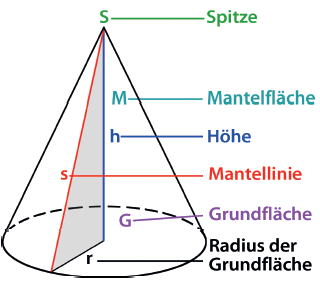 S Spitze
M Mantelfläche
h Höhe
s Mantellinie
G Grundfläche
r Radius der
Grundfläche